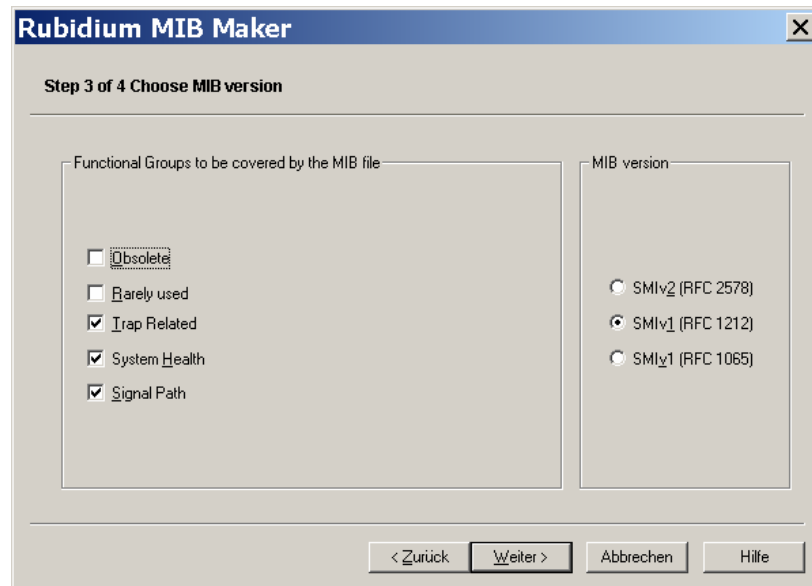 Rubidium MIB Maker
Step 3 of 4 Choose MIB version
Functional Groups to be covered by the MIB file
Obsolete
Rarely used
Trap Related
System Health
Signal Path
MIB version
SMIv2 (RFC 2578)
SMIv1 (RFC 1212)
SMIv1 (RFC 1065)
< Zurück
Weiter >
Abbrechen
Hilfe